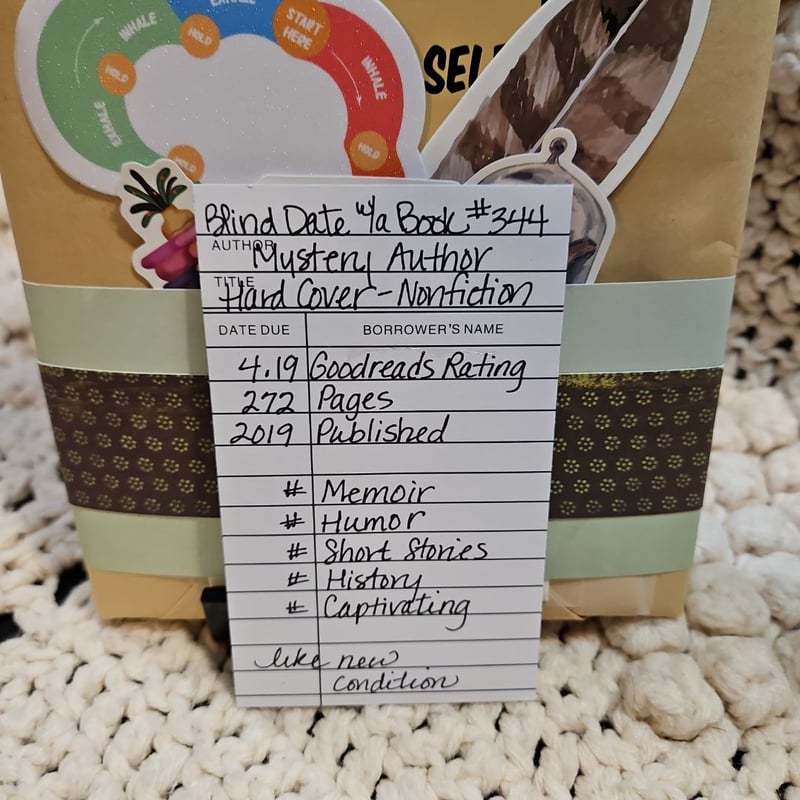 INHALE
HOLD
START HERE
SEL
HOLD
INHALE
EXHALE
HOLD
HOLD
Blind Date w/a Book #344
AUTHOR
Mystery Author
TITLE
Hard Cover - Nonfiction
DATE DUE BORROWER'S NAME
4.19 Goodreads Rating
272 Pages
2019 Published
# Memoir
# Humor
# Short Stories
# History
# Captivating
like new
condition